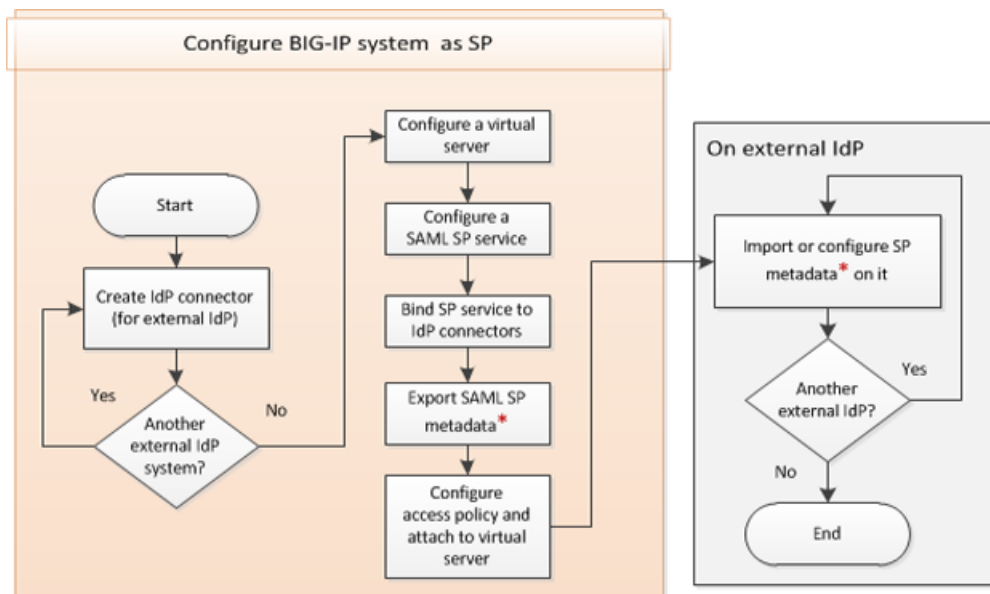 Configure BIG-IP system as SP
Start
Create IdP connector
(for external IdP)
Yes
No
Another
external IdP
system?
Configure a virtual
server
Configure a
SAML SP service
Bind SP service to
IdP connectors
Export SAML SP
metadata*
Configure
access policy and
attach to virtual
server
On external IdP
Import or configure SP
metadata* on it
Another
external IdP?
Yes
No
End